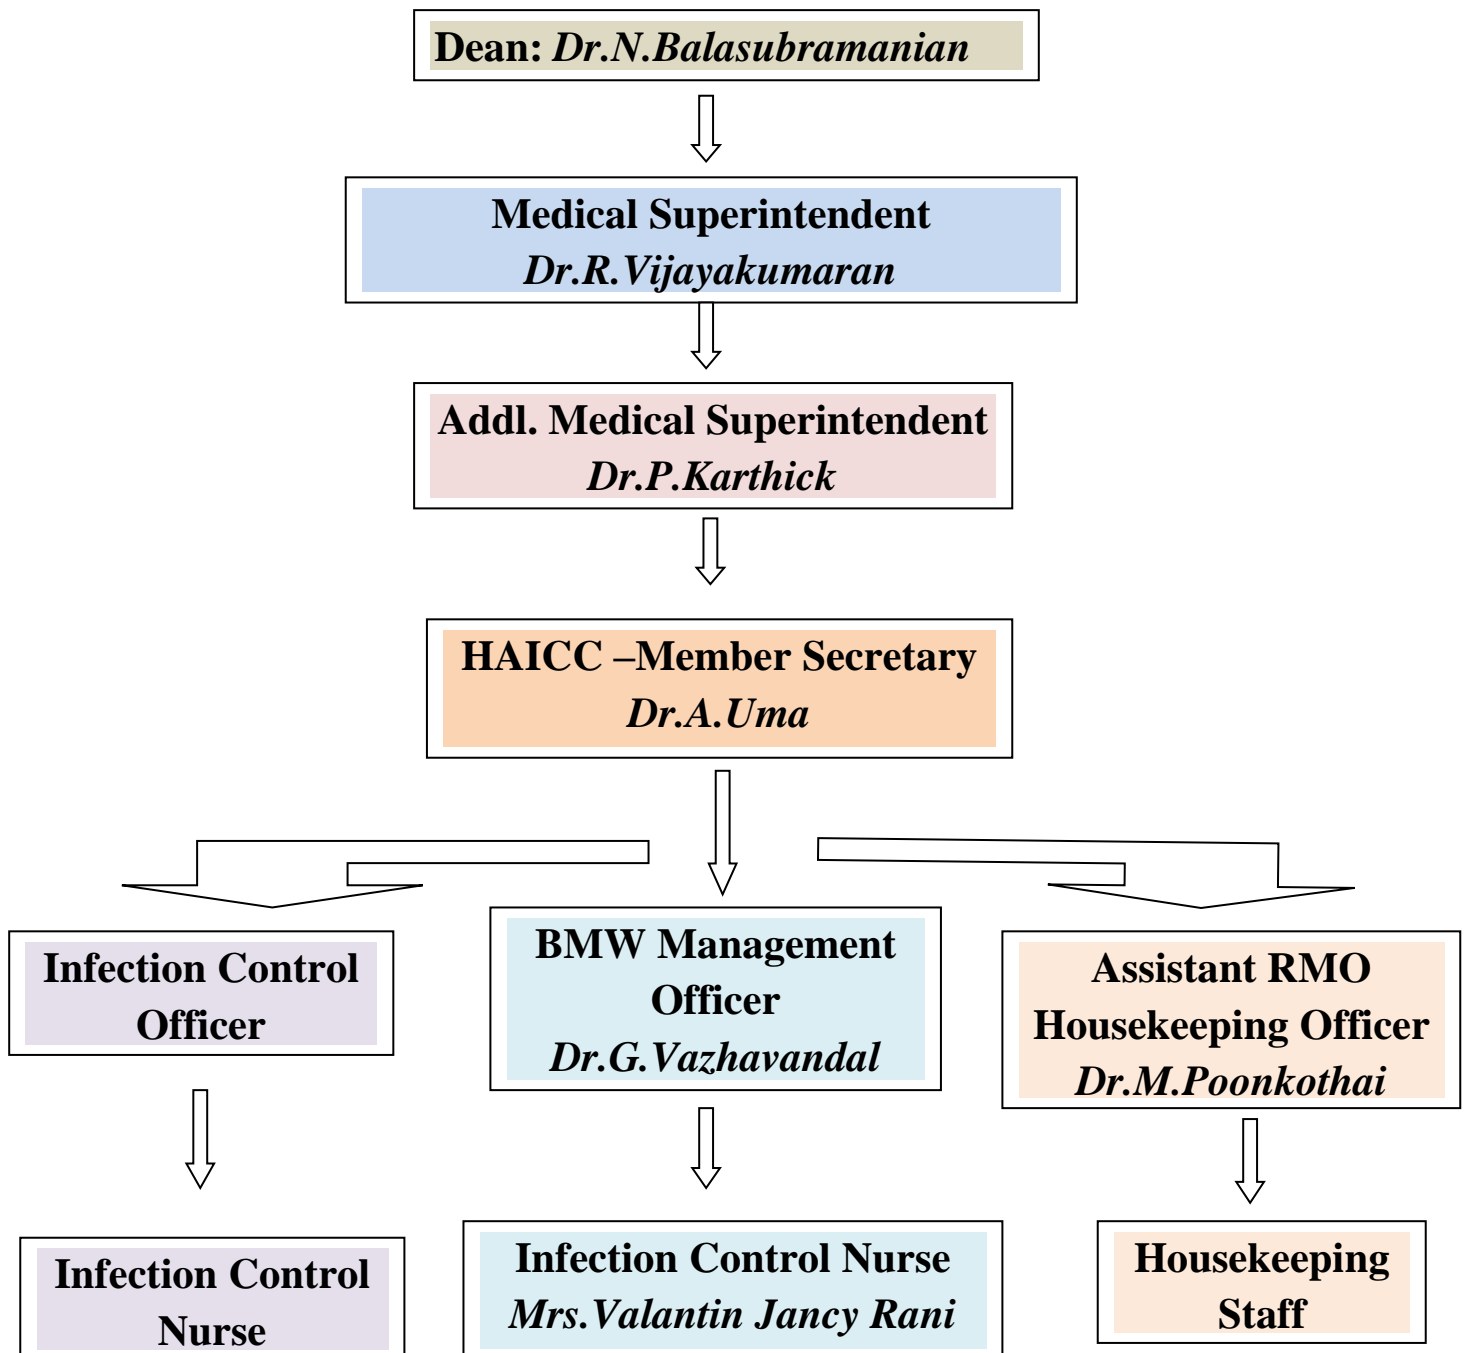 Dean: Dr.N.Balasubramanian
Medical Superintendent
Dr.R.Vijayakumaran
Addl. Medical Superintendent
Dr.P.Karthick
HAICC –Member Secretary
Dr.A.Uma
Infection Control
Officer
BMW Management
Officer
Dr.G.Vazhavandal
Assistant RMO
Housekeeping Officer
Dr.M.Poonkothai
Infection Control
Nurse
Infection Control Nurse
Mrs.Valantin Jancy Rani
Housekeeping
Staff